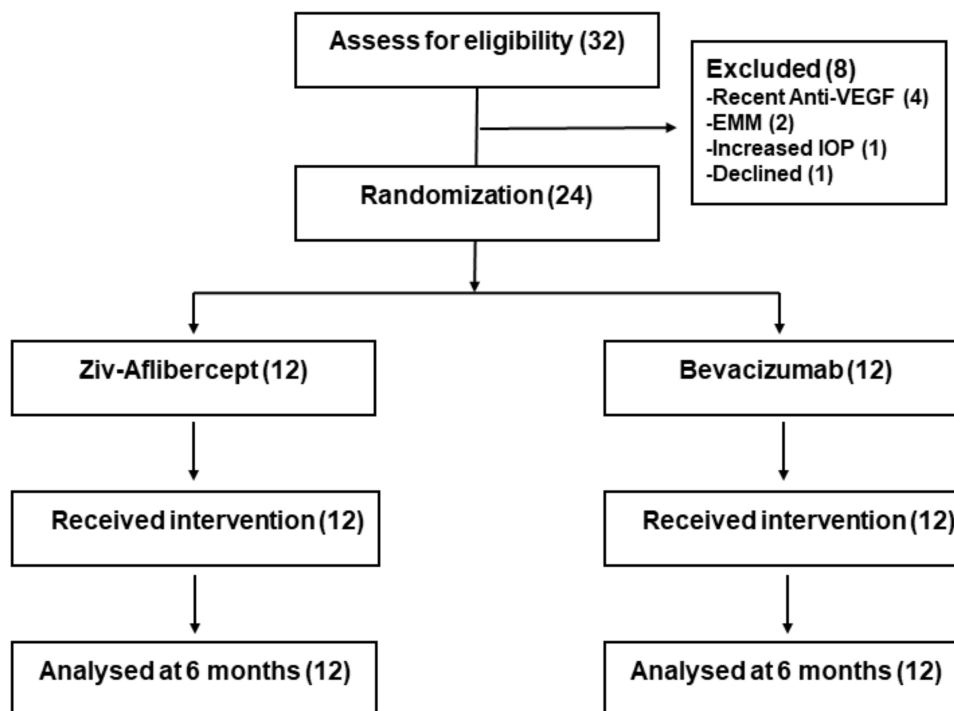 Assess for eligibility (32)
Excluded (8)
-Recent Anti-VEGF (4)
-EMM (2)
-Increased IOP (1)
-Declined (1)
Randomization (24)
Ziv-Aflibercept (12)
Bevacizumab (12)
Received intervention (12)
Received intervention (12)
Analysed at 6 months (12)
Analysed at 6 months (12)